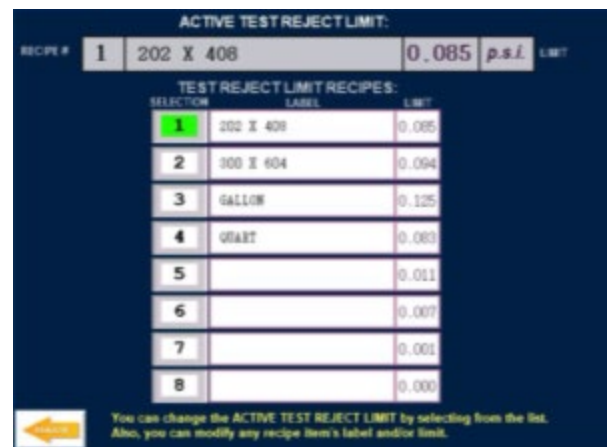 ACTIVE TEST REJECT LIMIT:
RECIPE # 1 202 X 408 0.085 p.s.i. LIMIT
TEST REJECT LIMIT RECIPES:
SELECTION LABEL LIMIT
1 202 X 408 0.085
2 300 X 604 0.094
3 GALLON 0.125
4 QUART 0.083
5 0.011
6 0.007
7 0.001
8 0.000
You can change the ACTIVE TEST REJECT LIMIT by selecting from the list.
Also, you can modify any recipe item's label and/or limit.